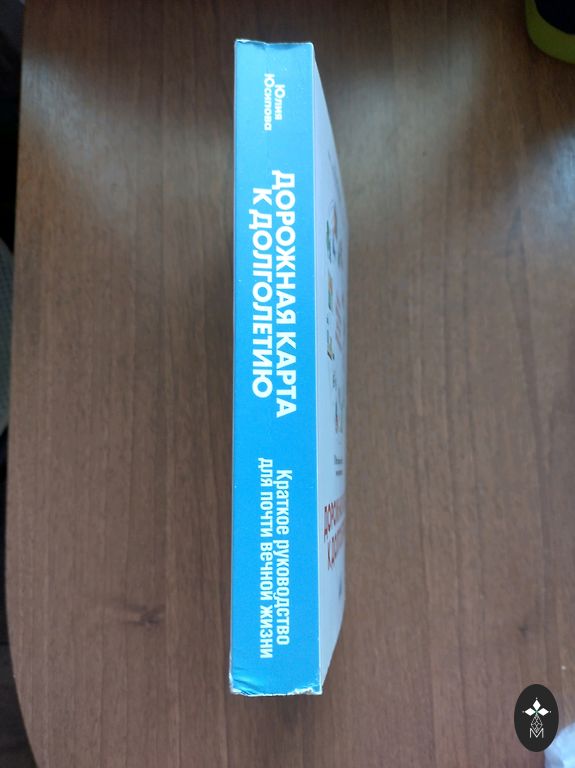 Юлия
Юсипова
ДОРОЖНАЯ КАРТА
К ДОЛГОЛЕТИЮ
Краткое руководство
для почти вечной жизни